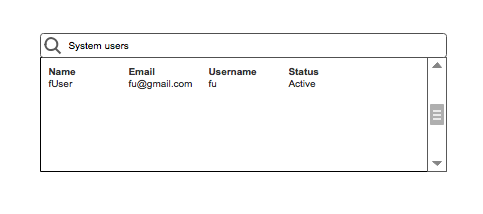 System users
Name Email Username Status
fUser fu@gmail.com fu Active